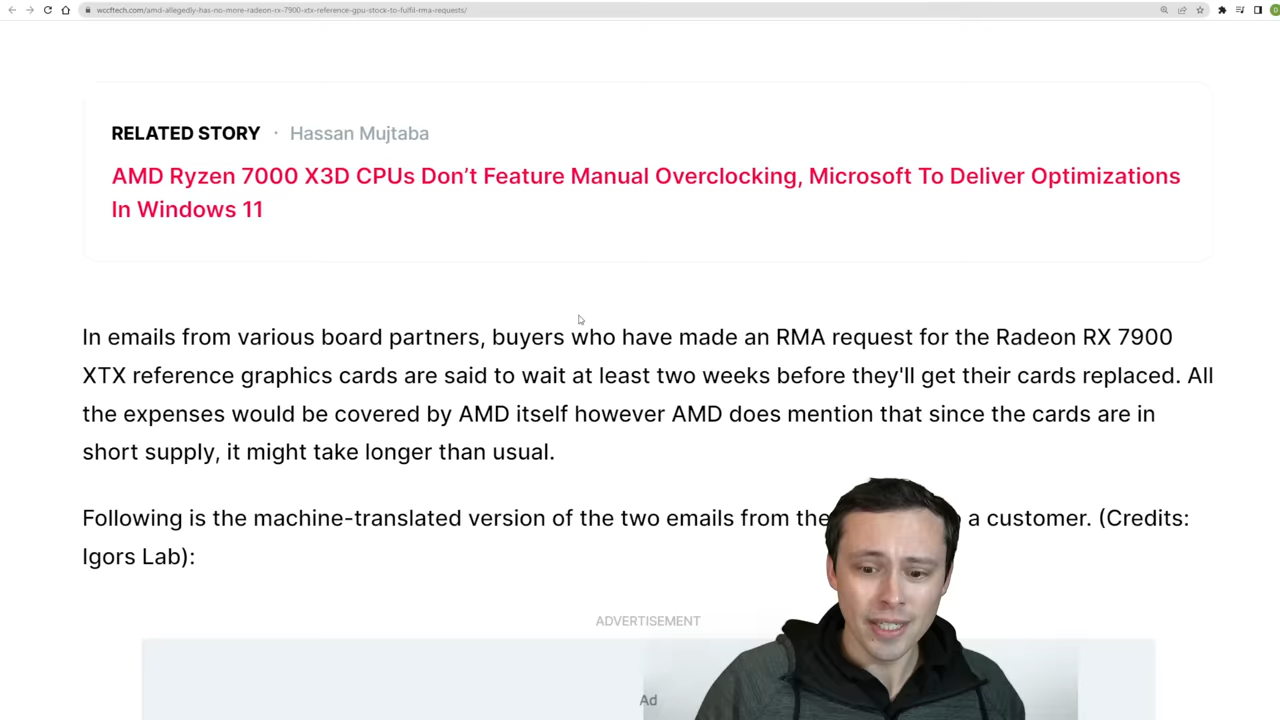 wccftech.com/amd-allegedly-has-no-more-radeon-rx-7900-xtx-reference-gpu-stock-to-fulfil-rma-requests/
RELATED STORY · Hassan Mujtaba
AMD Ryzen 7000 X3D CPUs Don’t Feature Manual Overclocking, Microsoft To Deliver Optimizations
In Windows 11
In emails from various board partners, buyers who have made an RMA request for the Radeon RX 7900
XTX reference graphics cards are said to wait at least two weeks before they'll get their cards replaced. All
the expenses would be covered by AMD itself however AMD does mention that since the cards are in
short supply, it might take longer than usual.
Following is the machine-translated version of the two emails from the a customer. (Credits:
Igors Lab):
ADVERTISEMENT
Ad